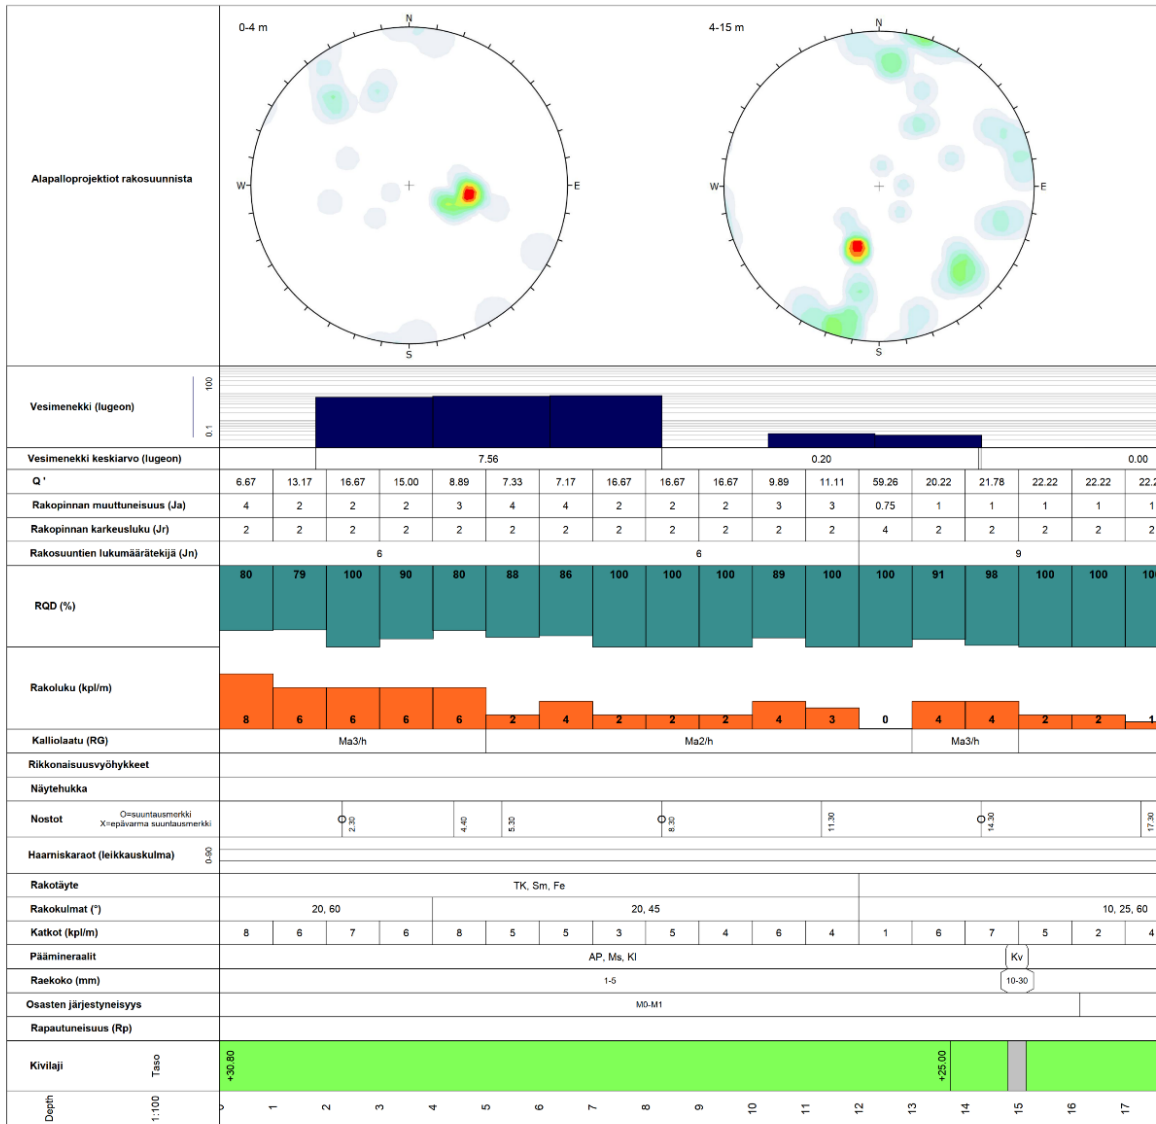 0-4 m
4-15 m
N
N
Alapalloprojektiot rakosuunnista
W
E
W
E
S
S
Vesimenekki (lugeon)
100
0.1
Vesimenekki keskiarvo (lugeon)
7.56
0.20
0.00
Q '
6.67 13.17 16.67 15.00 8.89 7.33 7.17 16.67 16.67 16.67 9.89 11.11 59.26 20.22 21.78 22.22 22.22 22.2
Rakopinnan muuttuneisuus (Ja)
4 2 2 2 3 4 4 2 2 2 3 3 0.75 1 1 1 1 1
Rakopinnan karkeusluku (Jr)
2 2 2 2 2 2 2 2 2 2 2 2 4 2 2 2 2 2
Rakosuuntien lukumäärätekijä (Jn)
6 6 9
RQD (%)
80 79 100 90 80 88 86 100 100 100 89 100 100 91 98 100 100 100
Rakoluku (kpl/m)
8 6 6 6 6 2 4 2 2 2 4 3 0 4 4 2 2 1
Kalliolaatu (RG)
Ma3/h Ma2/h Ma3/h
Rikkonaisuusvyöhykkeet
Näytehukka
Nostot
O=suuntausmerkki
X=epävarma suuntausmerkki
2.30 4.40 5.30 8.30 11.30 14.30 17.30
Haarniskaraot (leikkauskulma)
0-90
Rakotäyte
TK, Sm, Fe
Rakokulmat (°)
20, 60 20, 45 10, 25, 60
Katkot (kpl/m)
8 6 7 6 8 5 5 3 5 4 6 4 1 6 7 5 2 4
Päämineraalit
AP, Ms, Kl Kv
Raekoko (mm)
1-5 10-30
Osasten järjestyneisyys
M0-M1
Rapautuneisuus (Rp)
Kivilaji
Taso
+30.80
+25.00
Depth
1:100
0 1 2 3 4 5 6 7 8 9 10 11 12 13 14 15 16 17